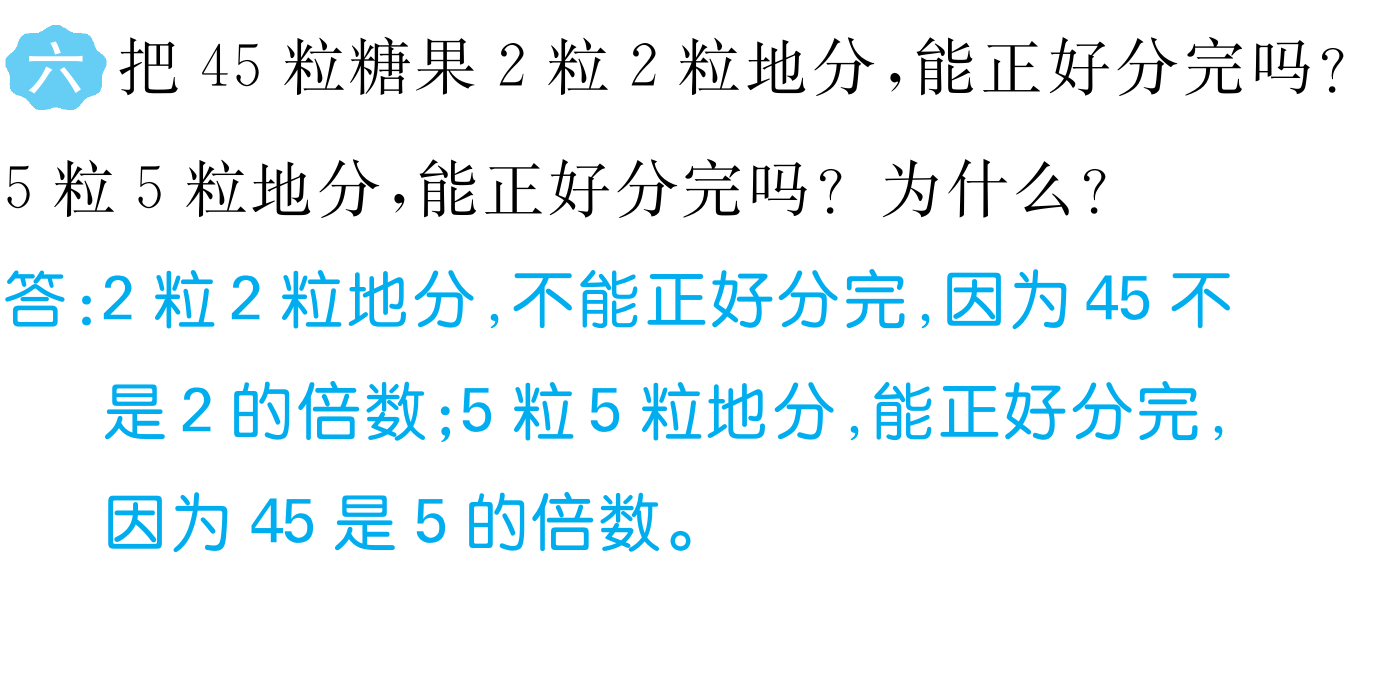 六 把 45 粒糖果 2 粒 2 粒地分,能正好分完吗?
5 粒 5 粒地分,能正好分完吗? 为什么?
答:2 粒 2 粒地分,不能正好分完,因为 45 不
是 2 的倍数;5 粒 5 粒地分,能正好分完,
因为 45 是 5 的倍数。